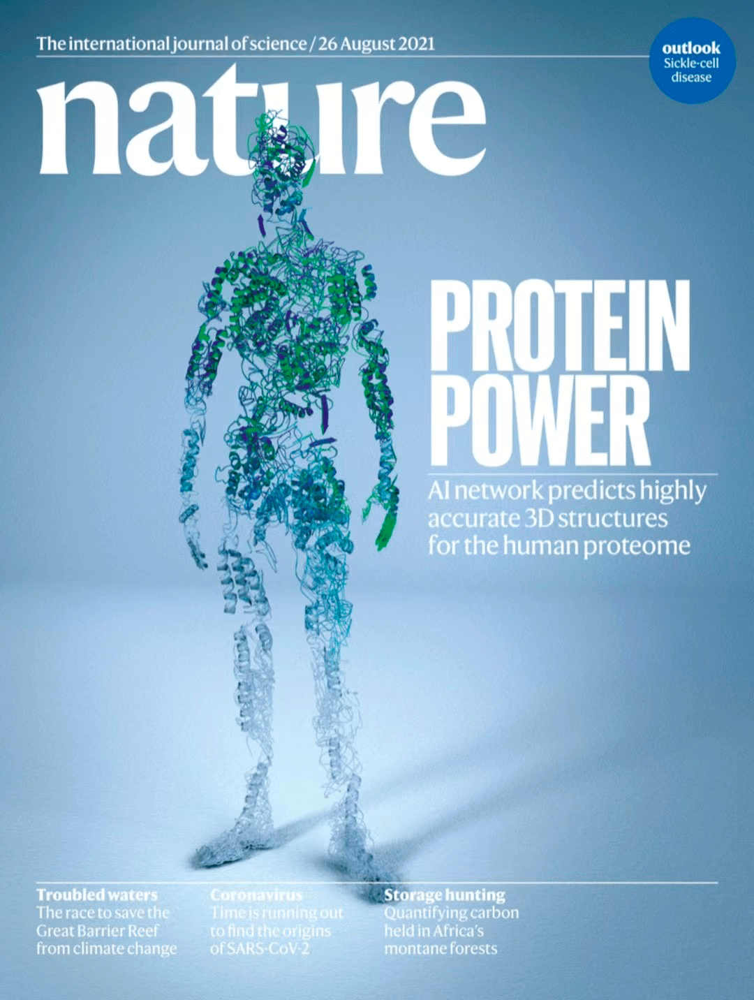 The international journal of science / 26 August 2021
outlook
Sickle-cell
disease
nature
PROTEIN
POWER
AI network predicts highly
accurate 3D structures
for the human proteome
Troubled waters
The race to save the
Great Barrier Reef
from climate change
Coronavirus
Time is running out
to find the origins
of SARS-CoV-2
Storage hunting
Quantifying carbon
held in Africa's
montane forests